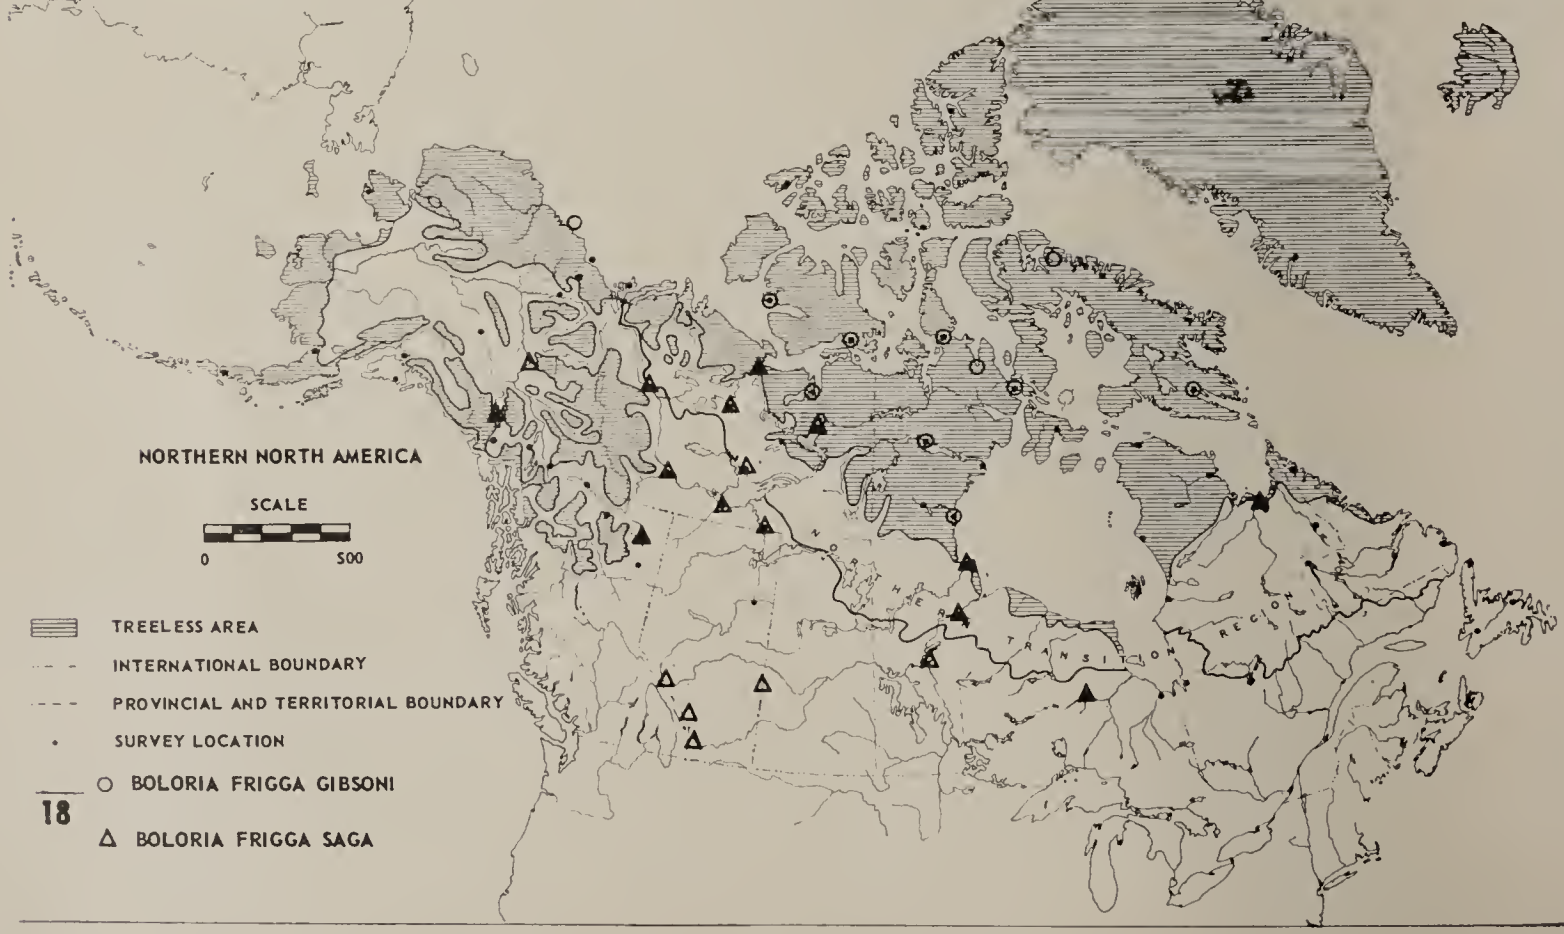 NORTHERN NORTH AMERICA
SCALE
0 500
TREELESS AREA
INTERNATIONAL BOUNDARY
PROVINCIAL AND TERRITORIAL BOUNDARY
SURVEY LOCATION
BOLORIA FRIGGA GIBSONI
18
BOLORIA FRIGGA SAGA
NORTHERN TRANSITION REGION